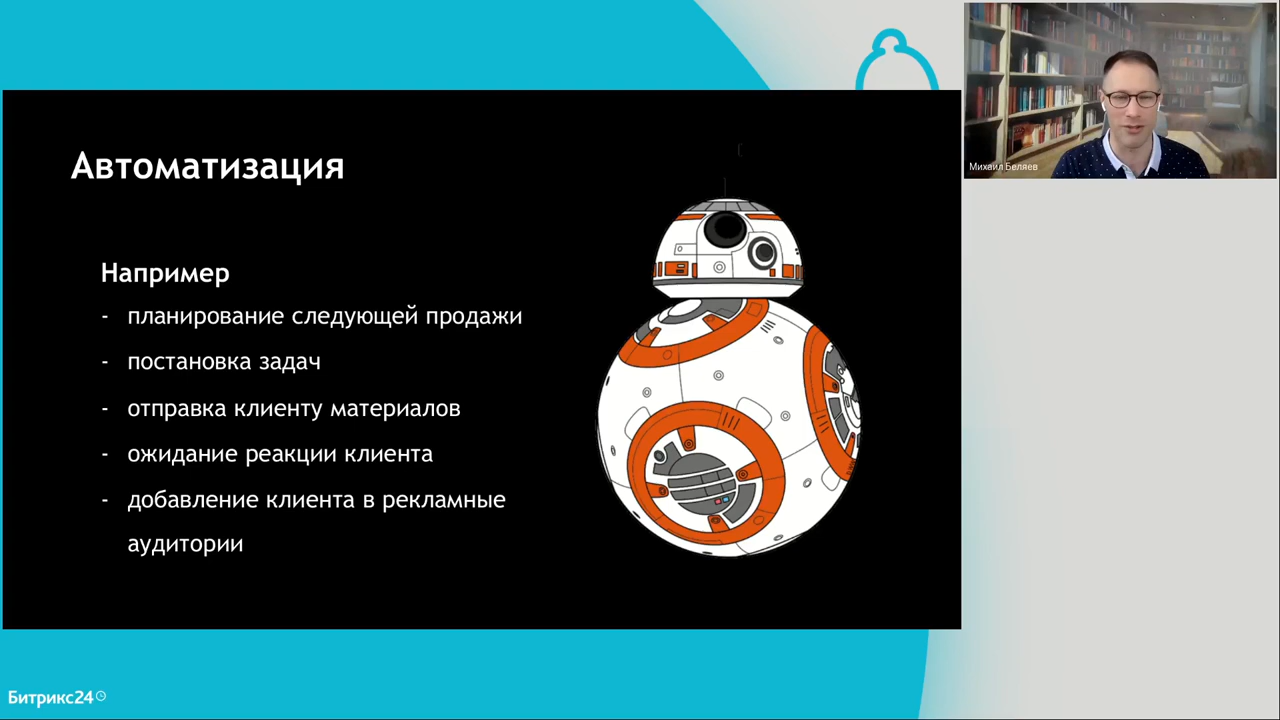 Автоматизация
Например
- планирование следующей продажи
- постановка задач
- отправка клиенту материалов
- ожидание реакции клиента
- добавление клиента в рекламные
аудитории
Михаил Беляев
Битрикс24